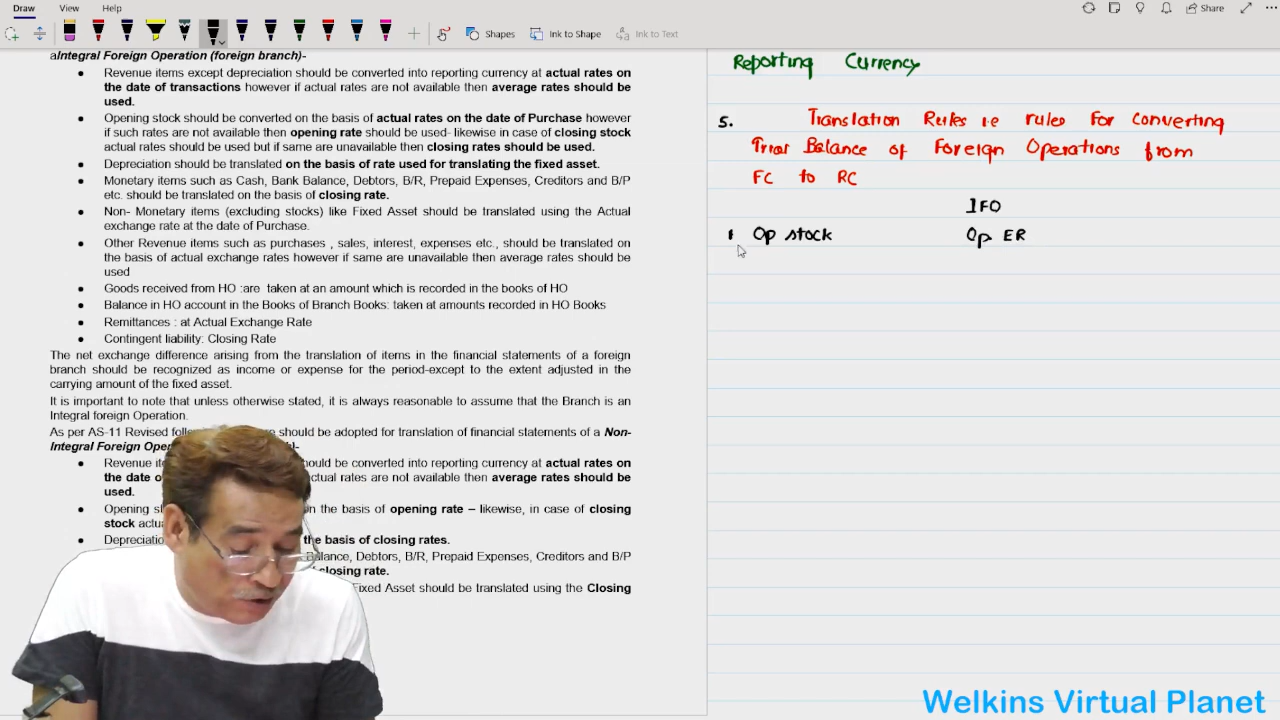 Draw View Help
Share
Shapes Ink to Shape Ink to Text
aIntegral Foreign Operation (foreign branch)-
• Revenue items except depreciation should be converted into reporting currency at actual rates on
the date of transactions however if actual rates are not available then average rates should be
used.
• Opening stock should be converted on the basis of actual rates on the date of Purchase however
if such rates are not available then opening rate should be used- likewise in case of closing stock
actual rates should be used but if same are unavailable then closing rates should be used.
• Depreciation should be translated on the basis of rate used for translating the fixed asset.
• Monetary items such as Cash, Bank Balance, Debtors, B/R, Prepaid Expenses, Creditors and B/P
etc. should be translated on the basis of closing rate.
• Non- Monetary items (excluding stocks) like Fixed Asset should be translated using the Actual
exchange rate at the date of Purchase.
• Other Revenue items such as purchases , sales, interest, expenses etc., should be translated on
the basis of actual exchange rates however if same are unavailable then average rates should be
used
• Goods received from HO :are taken at an amount which is recorded in the books of HO
• Balance in HO account in the Books of Branch Books: taken at amounts recorded in HO Books
• Remittances : at Actual Exchange Rate
• Contingent liability: Closing Rate
The net exchange difference arising from the translation of items in the financial statements of a foreign
branch should be recognized as income or expense for the period-except to the extent adjusted in the
carrying amount of the fixed asset.
It is important to note that unless otherwise stated, it is always reasonable to assume that the Branch is an
Integral foreign Operation.
As per AS-11 Revised should be adopted for translation of financial statements of a Non-
Integral Foreign
• Revenue should be converted into reporting currency at actual rates on
the date of actual rates are not available then average rates should be
used.
• Opening the basis of opening rate – likewise, in case of closing
stock
• the basis of closing rates.
• Balance, Debtors, B/R, Prepaid Expenses, Creditors and B/P
closing rate.
• Fixed Asset should be translated using the Closing
Reporting Currency
5. Translation Rules i.e rules For Converting
Trial Balance of Foreign Operations from
FC to RC
IFO
1 Op stock Op ER
Welkins Virtual Planet